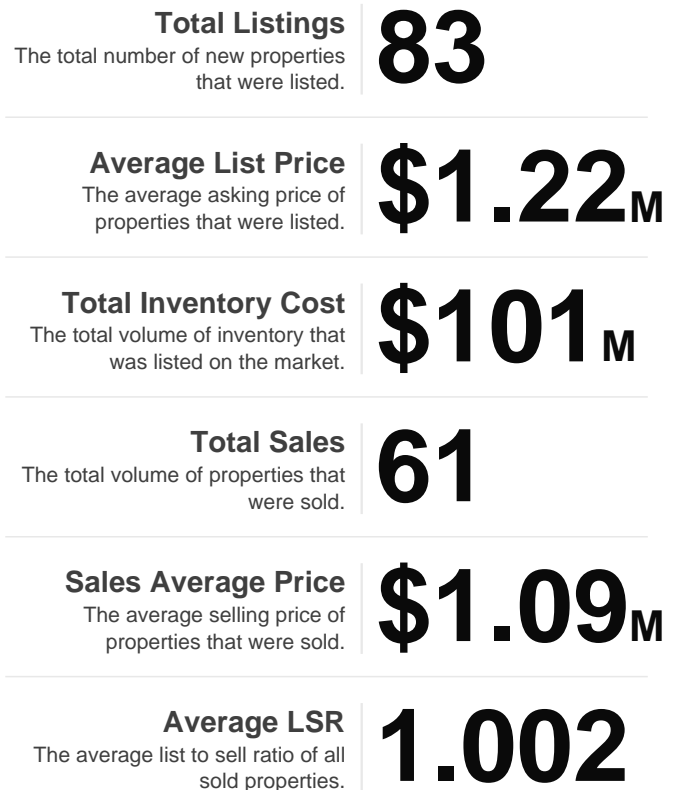 Total Listings
The total number of new properties
that were listed.
83
Average List Price
The average asking price of
properties that were listed.
$1.22M
Total Inventory Cost
The total volume of inventory that
was listed on the market.
$101M
Total Sales
The total volume of properties that
were sold.
61
Sales Average Price
The average selling price of
properties that were sold.
$1.09M
Average LSR
The average list to sell ratio of all
sold properties.
1.002